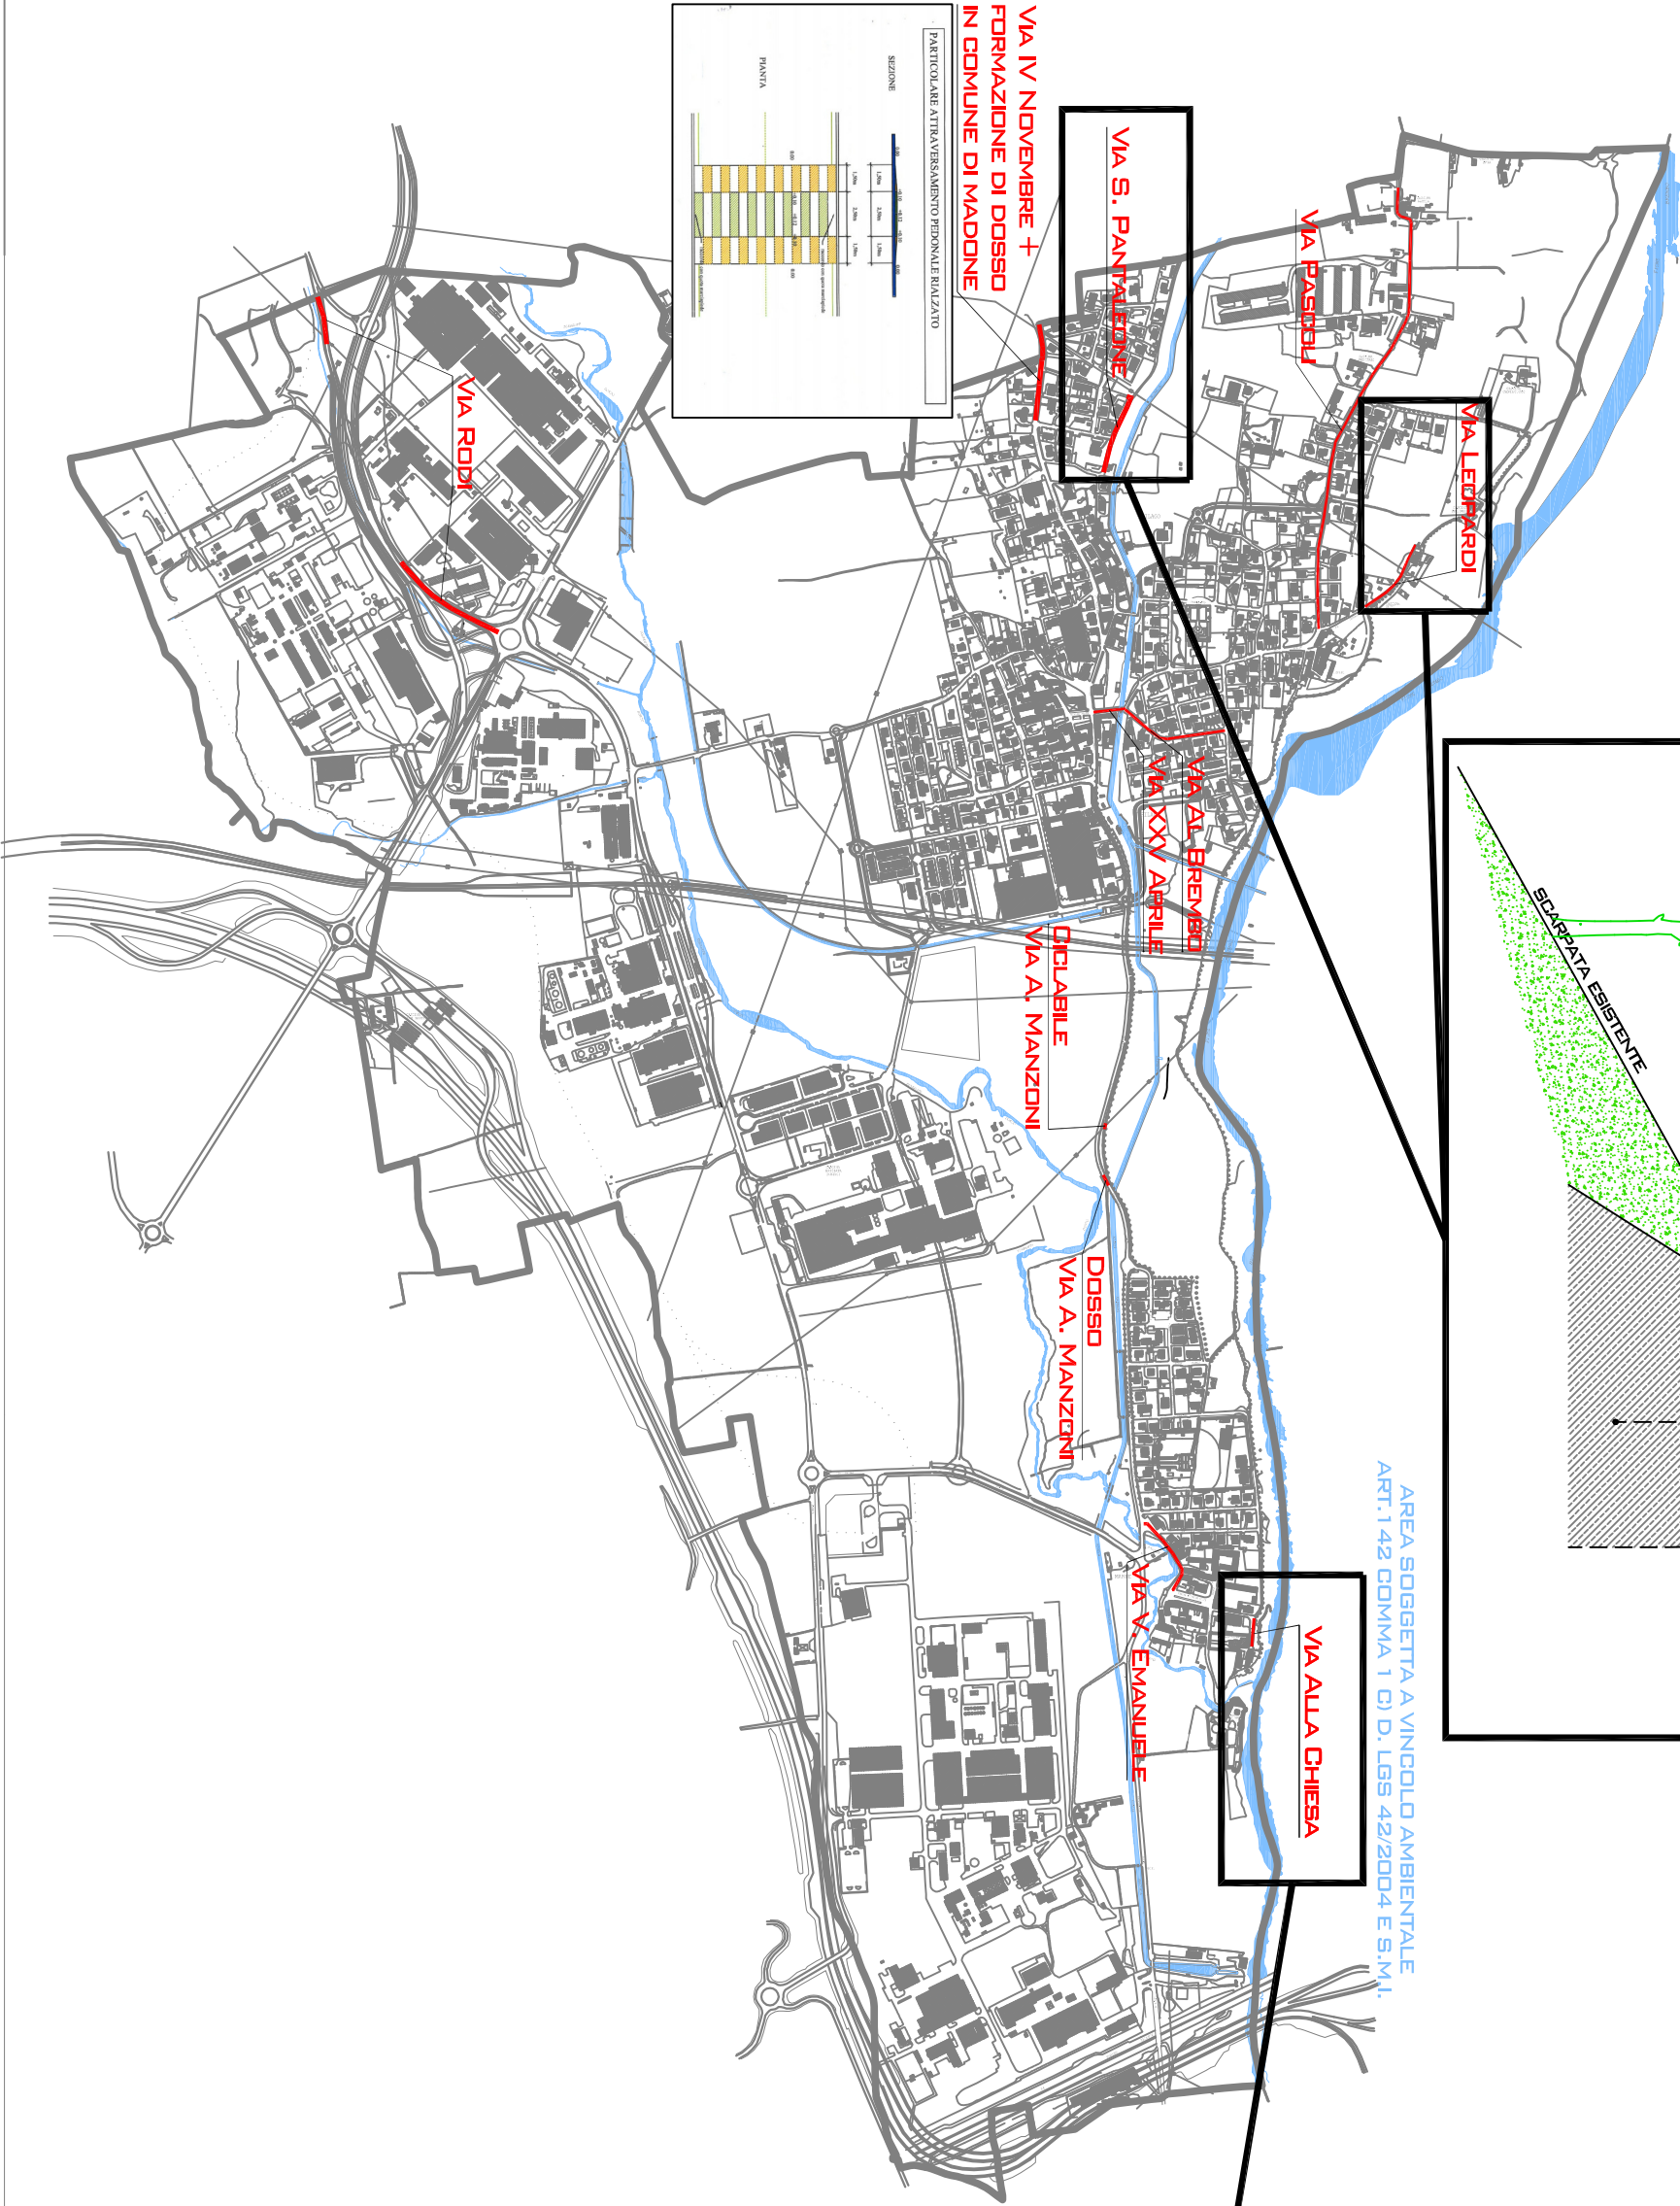 VIA IV NOVEMBRE +
FORMAZIONE DI DOSSO
IN COMUNE DI MADONE
PARTICOLARE ATTRAVERSAMENTO PEDONALE RIALZATO
SEZIONE
PIANTA
VIA S. PANTALEONE
VIA PASCOLI
VIA LEOPARDI
VIA RODI
VIA AL BREMBO
VIA XXV APRILE
CICLABILE
VIA A. MANZONI
DOSSO
VIA A. MANZONI
VIA V. EMANUELE
VIA ALLA CHIESA
SCARPATA ESISTENTE
AREA SOGGETTA A VINCOLO AMBIENTALE
ART.142 COMMA 1 C) D. LGS 42/2004 E S.M.I.